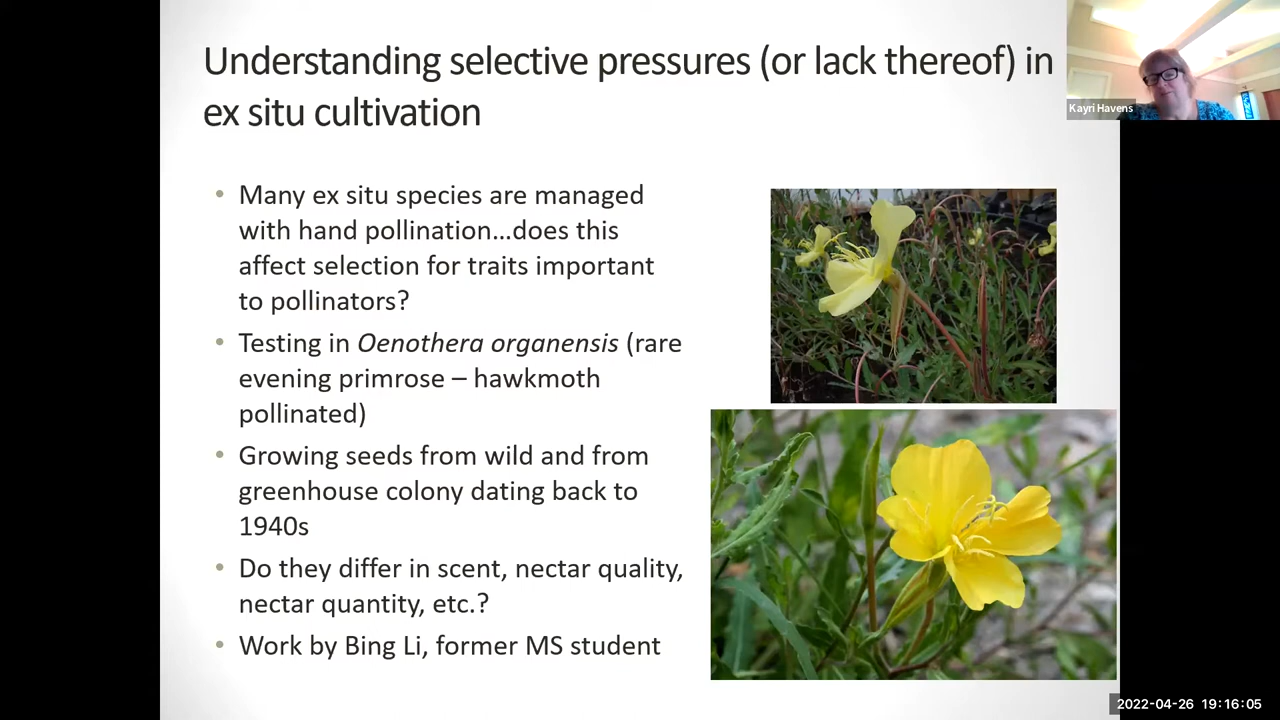 Understanding selective pressures (or lack thereof) in
ex situ cultivation
Kayri Havens
• Many ex situ species are managed
with hand pollination...does this
affect selection for traits important
to pollinators?
• Testing in Oenothera organensis (rare
evening primrose – hawkmoth
pollinated)
• Growing seeds from wild and from
greenhouse colony dating back to
1940s
• Do they differ in scent, nectar quality,
nectar quantity, etc.?
• Work by Bing Li, former MS student
2022-04-26 19:16:05